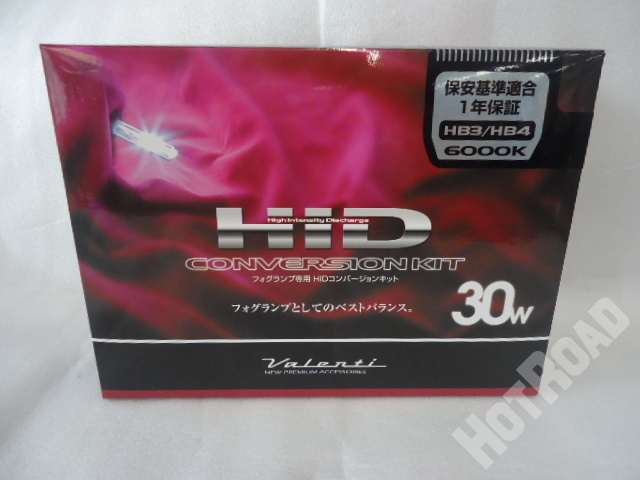 保安基準適合
1年保証
HB3/HB4
6000K
High Intensity Discharge
HID
CONVERSION KIT
フォグランプ専用 HIDコンバージョンキット
フォグランプとしてのベストバランス。
30W
Valenti
NEW PREMIUM ACCESSORIES
HOTROAD